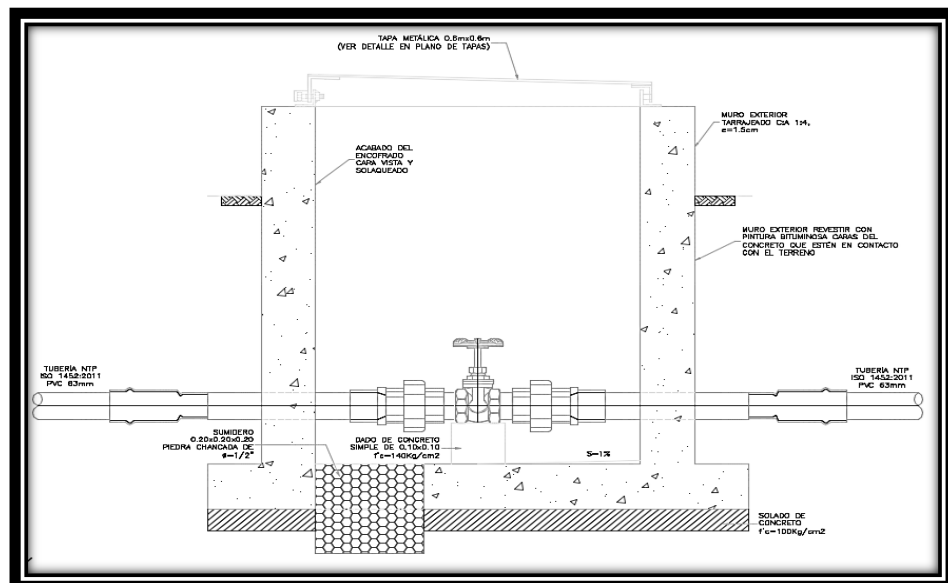 TAPA METÁLICA 0.6mx0.6m
(VER DETALLE EN PLANO DE TAPAS)
MURO EXTERIOR
TARRAJEADO C:A 1:4,
e=1.5cm
ACABADO DEL
ENCOFRADO
CARA VISTA Y
SOLAQUEADO
MURO EXTERIOR REVESTIR CON
PINTURA BITUMINOSA CARAS DEL
CONCRETO QUE ESTÉN EN CONTACTO
CON EL TERRENO
TUBERÍA NTP
ISO 1452:2011
PVC 63mm
TUBERÍA NTP
ISO 1452:2011
PVC 63mm
SUMIDERO
0.20x0.20x0.20
PIEDRA CHANCADA DE
ø=1/2"
DADO DE CONCRETO
SIMPLE DE 0.10x0.10
f'c=140Kg/cm2
S=1%
SOLADO DE
CONCRETO
f'c=100Kg/cm2